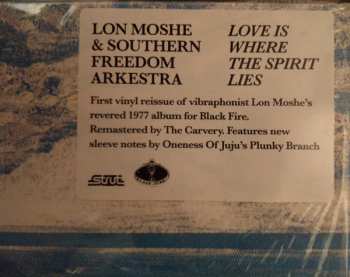 LON MOSHE LOVE IS
& SOUTHERN WHERE
FREEDOM THE SPIRIT
ARKESTRA LIES
First vinyl reissue of vibraphonist Lon Moshe's
revered 1977 album for Black Fire.
Remastered by The Carvery. Features new
sleeve notes by Oneness Of Juju's Plunky Branch
Strut